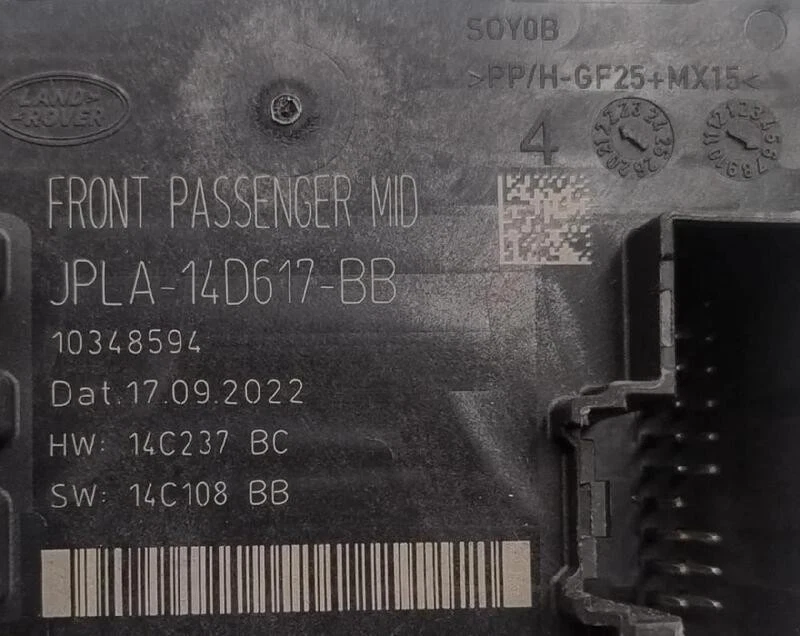 SOY0B
>PP/H-GF25+MX15<
LAND
ROVER
4
FRONT PASSENGER MID
JPLA-14D617-BB
10348594
Dat.17.09.2022
HW: 14C237 BC
SW: 14C108 BB